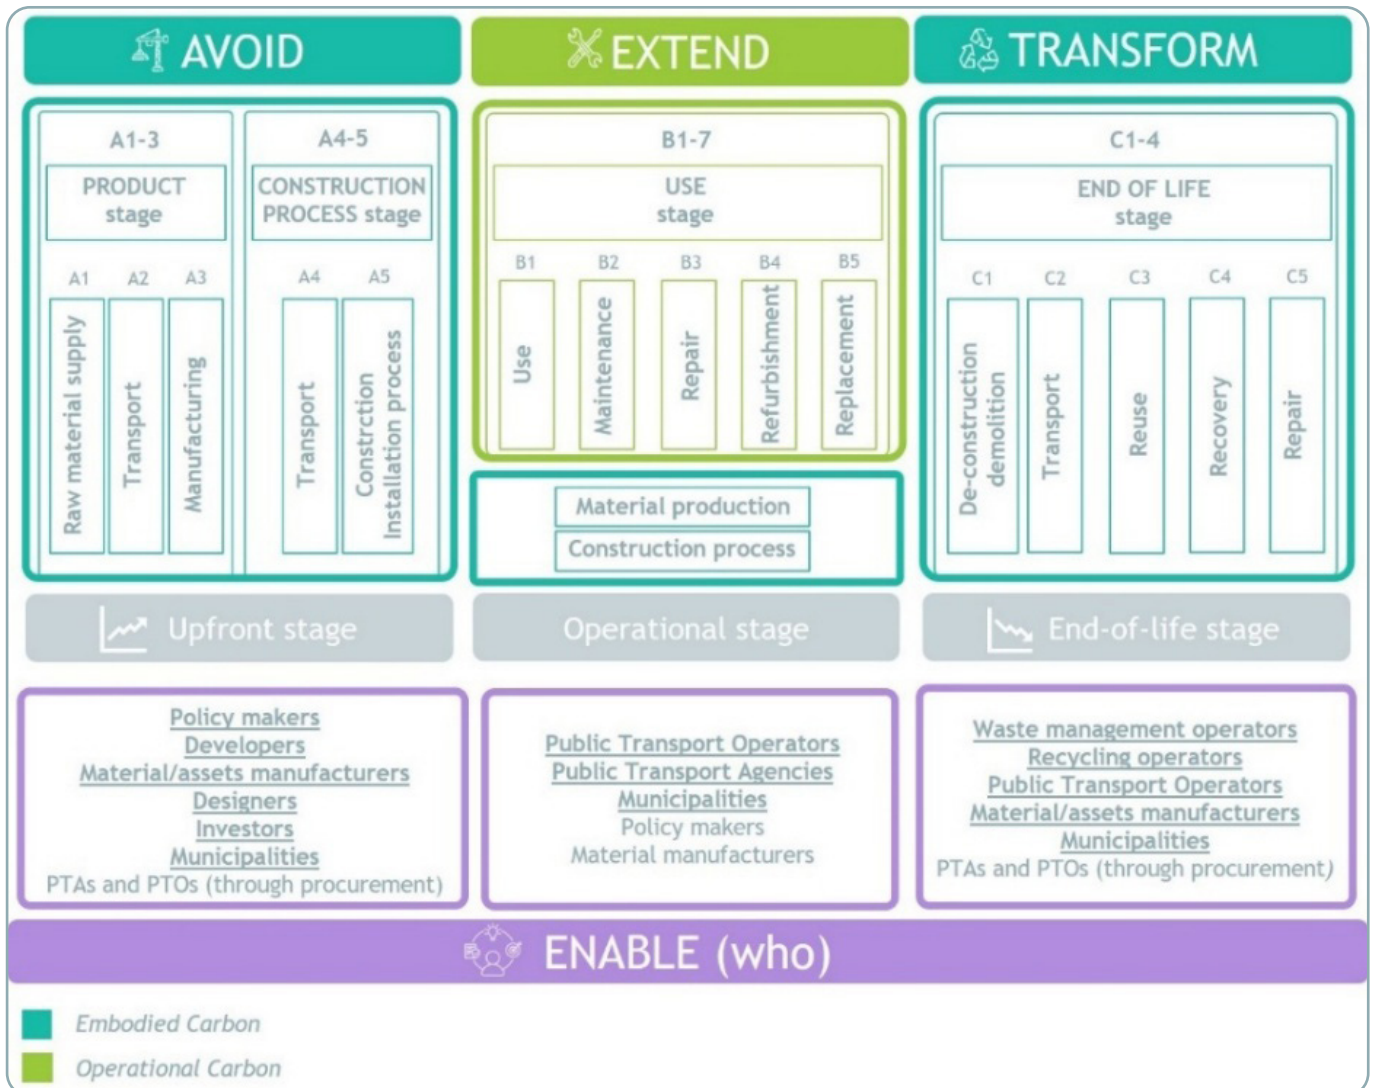 AVOID
EXTEND
TRANSFORM
A1-3
PRODUCT
stage
A1
A2
A3
Raw material supply
Transport
Manufacturing
A4-5
CONSTRUCTION
PROCESS stage
A4
A5
Transport
Constrction
Installation process
B1-7
USE
stage
B1
B2
B3
B4
B5
Use
Maintenance
Repair
Refurbishment
Replacement
Material production
Construction process
C1-4
END OF LIFE
stage
C1
C2
C3
C4
C5
De-construction
demolition
Transport
Reuse
Recovery
Repair
Upfront stage
Operational stage
End-of-life stage
Policy makers
Developers
Material/assets manufacturers
Designers
Investors
Municipalities
PTAs and PTOs (through procurement)
Public Transport Operators
Public Transport Agencies
Municipalities
Policy makers
Material manufacturers
Waste management operators
Recycling operators
Public Transport Operators
Material/assets manufacturers
Municipalities
PTAs and PTOs (through procurement)
ENABLE (who)
Embodied Carbon
Operational Carbon